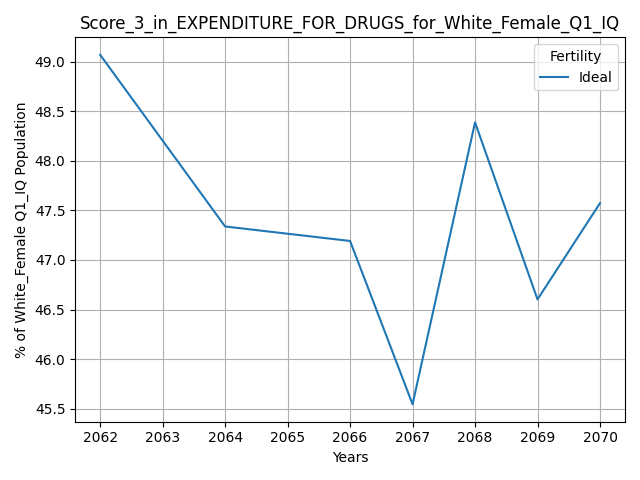 Score_3_in_EXPENDITURE_FOR_DRUGS_for_White_Female_Q1_IQ
Fertility
Ideal
% of White_Female Q1_IQ Population
49.0
48.5
48.0
47.5
47.0
46.5
46.0
45.5
2062 2063 2064 2065 2066 2067 2068 2069 2070
Years